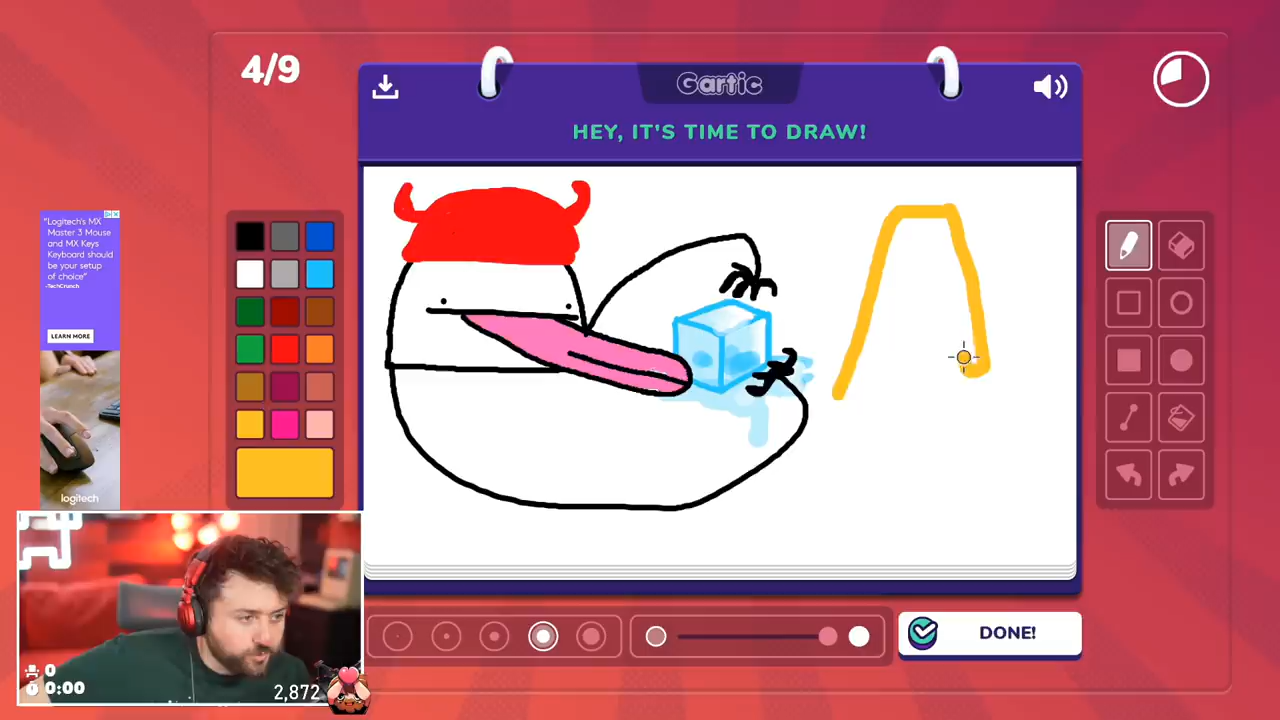 4/9
Gartic
HEY, IT'S TIME TO DRAW!
"Logitech's MX
Master 3 Mouse
and MX Keys
Keyboard should
be your setup
of choice"
-TechCrunch
LEARN MORE
logitech
DONE!
0
0:00
2,872